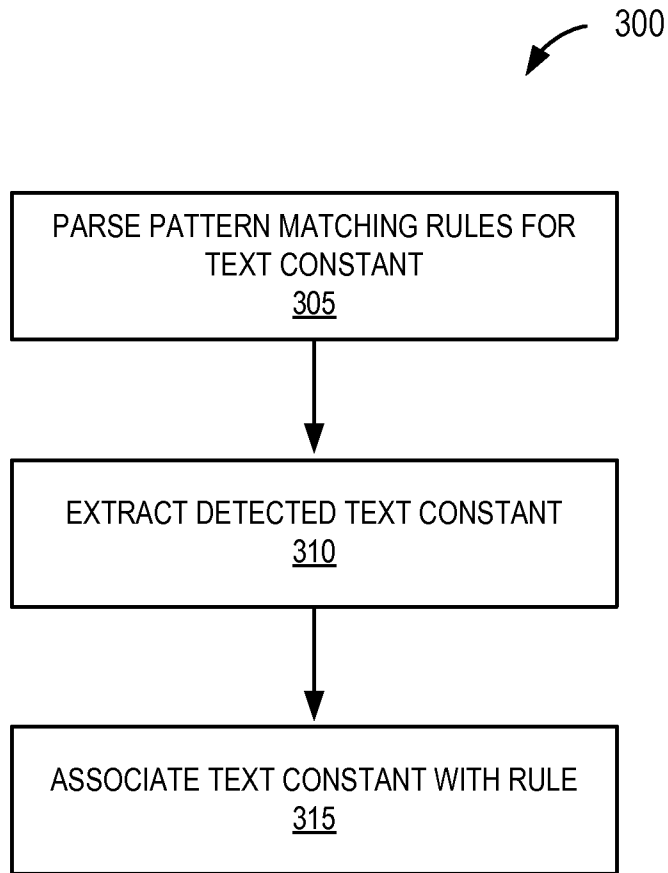 300
PARSE PATTERN MATCHING RULES FOR
TEXT CONSTANT
305
EXTRACT DETECTED TEXT CONSTANT
310
ASSOCIATE TEXT CONSTANT WITH RULE
315